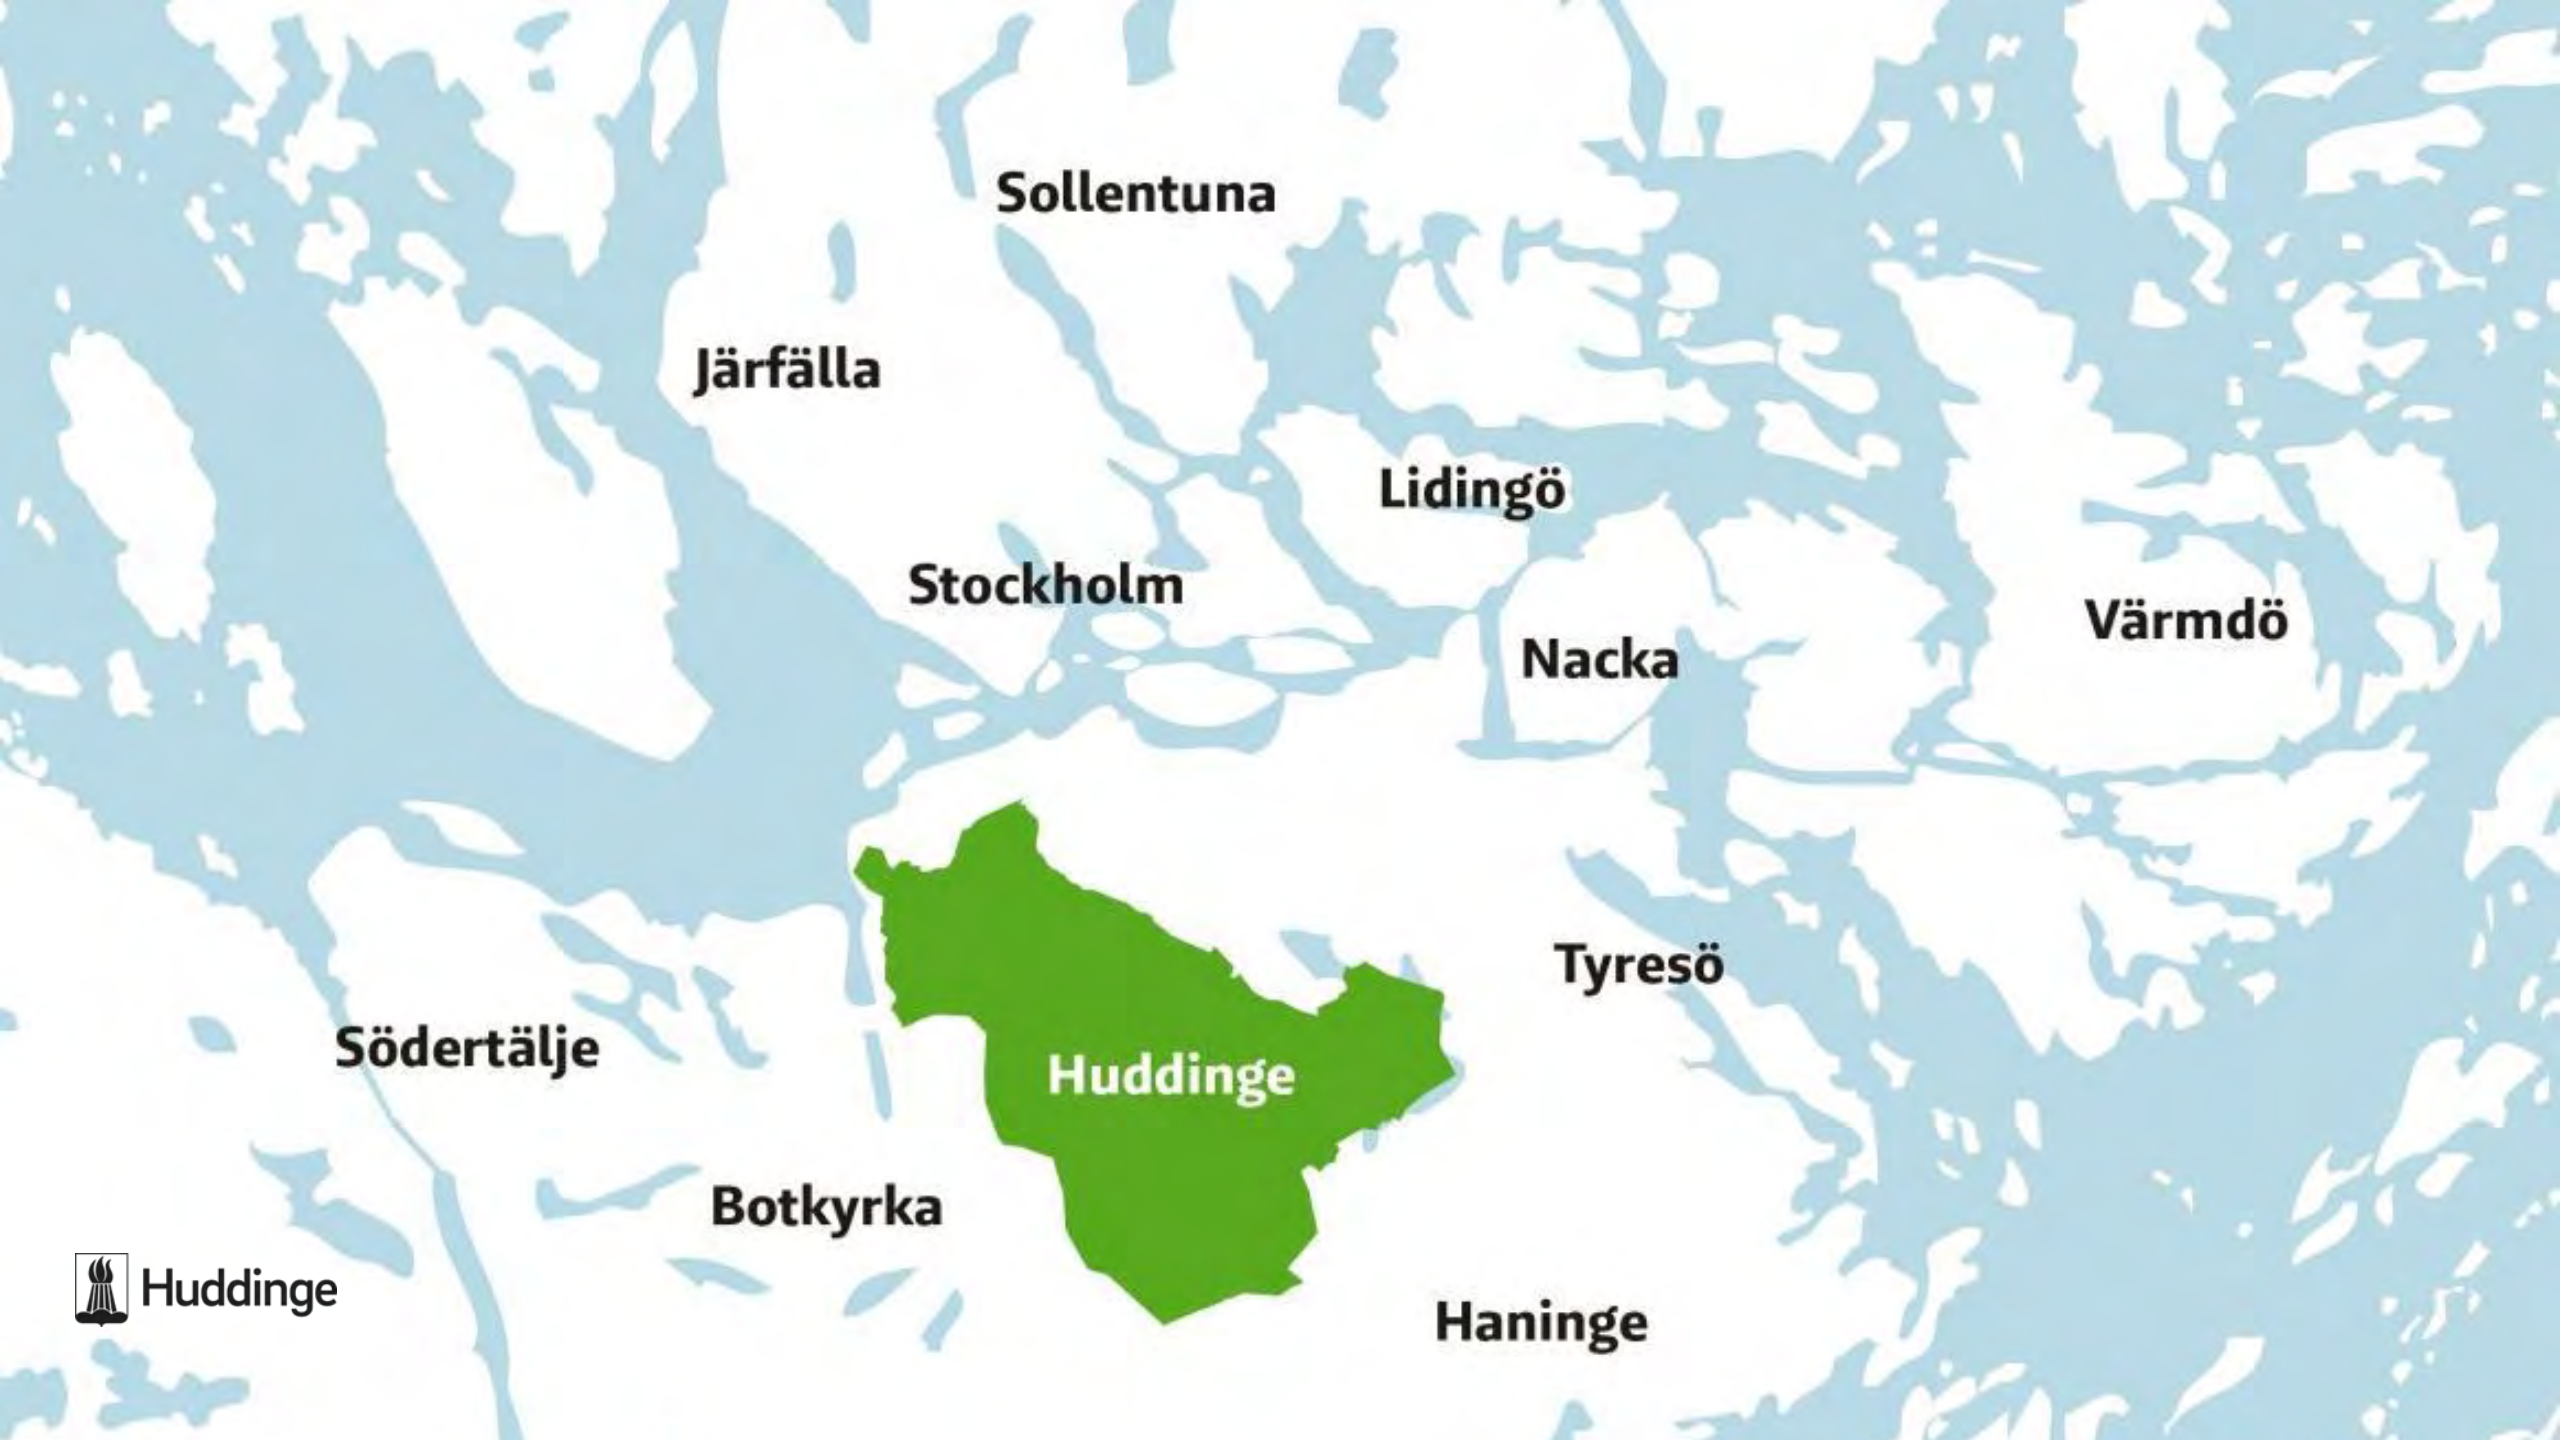 Sollentuna
Järfälla
Lidingö
Stockholm
Värmdö
Nacka
Tyresö
Södertälje
Huddinge
Botkyrka
Huddinge
Haninge